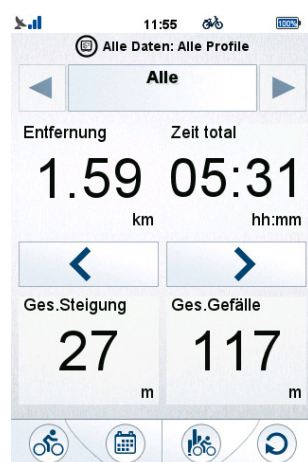 11:55
100%
Alle Daten: Alle Profile
Alle
Entfernung
Zeit total
1.59
05:31
km
hh:mm
Ges.Steigung
Ges.Gefälle
27
117
m
m